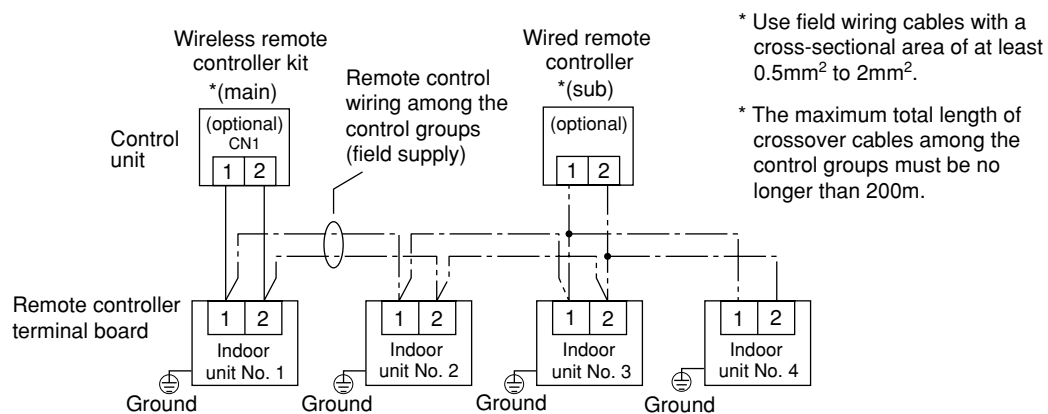 Wireless remote
controller kit
*(main)
Control
unit
(optional)
CN1
1 2
Remote control
wiring among the
control groups
(field supply)
Wired remote
controller
*(sub)
(optional)
1 2
* Use field wiring cables with a
cross-sectional area of at least
0.5mm² to 2mm².
* The maximum total length of
crossover cables among the
control groups must be no
longer than 200m.
Remote controller
terminal board
1 2
Indoor
unit No. 1
Ground
1 2
Indoor
unit No. 2
Ground
1 2
Indoor
unit No. 3
Ground
1 2
Indoor
unit No. 4
Ground